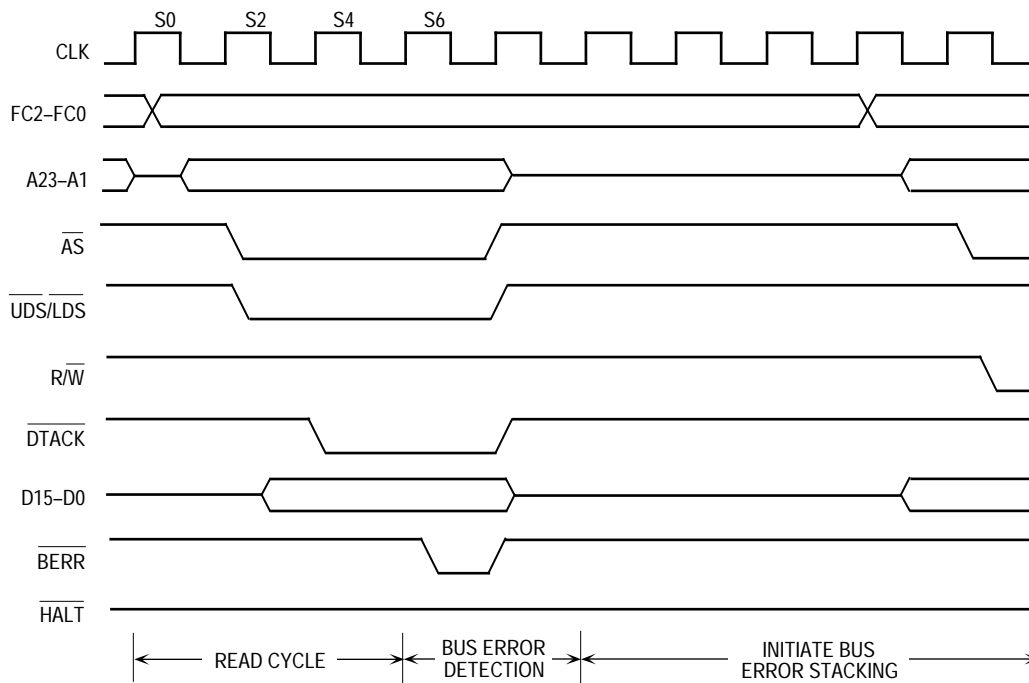 S0 S2 S4 S6
CLK
FC2–FC0
A23–A1
AS
UDS/LDS
R/W
DTACK
D15–D0
BERR
HALT
READ CYCLE
BUS ERROR
DETECTION
INITIATE BUS
ERROR STACKING